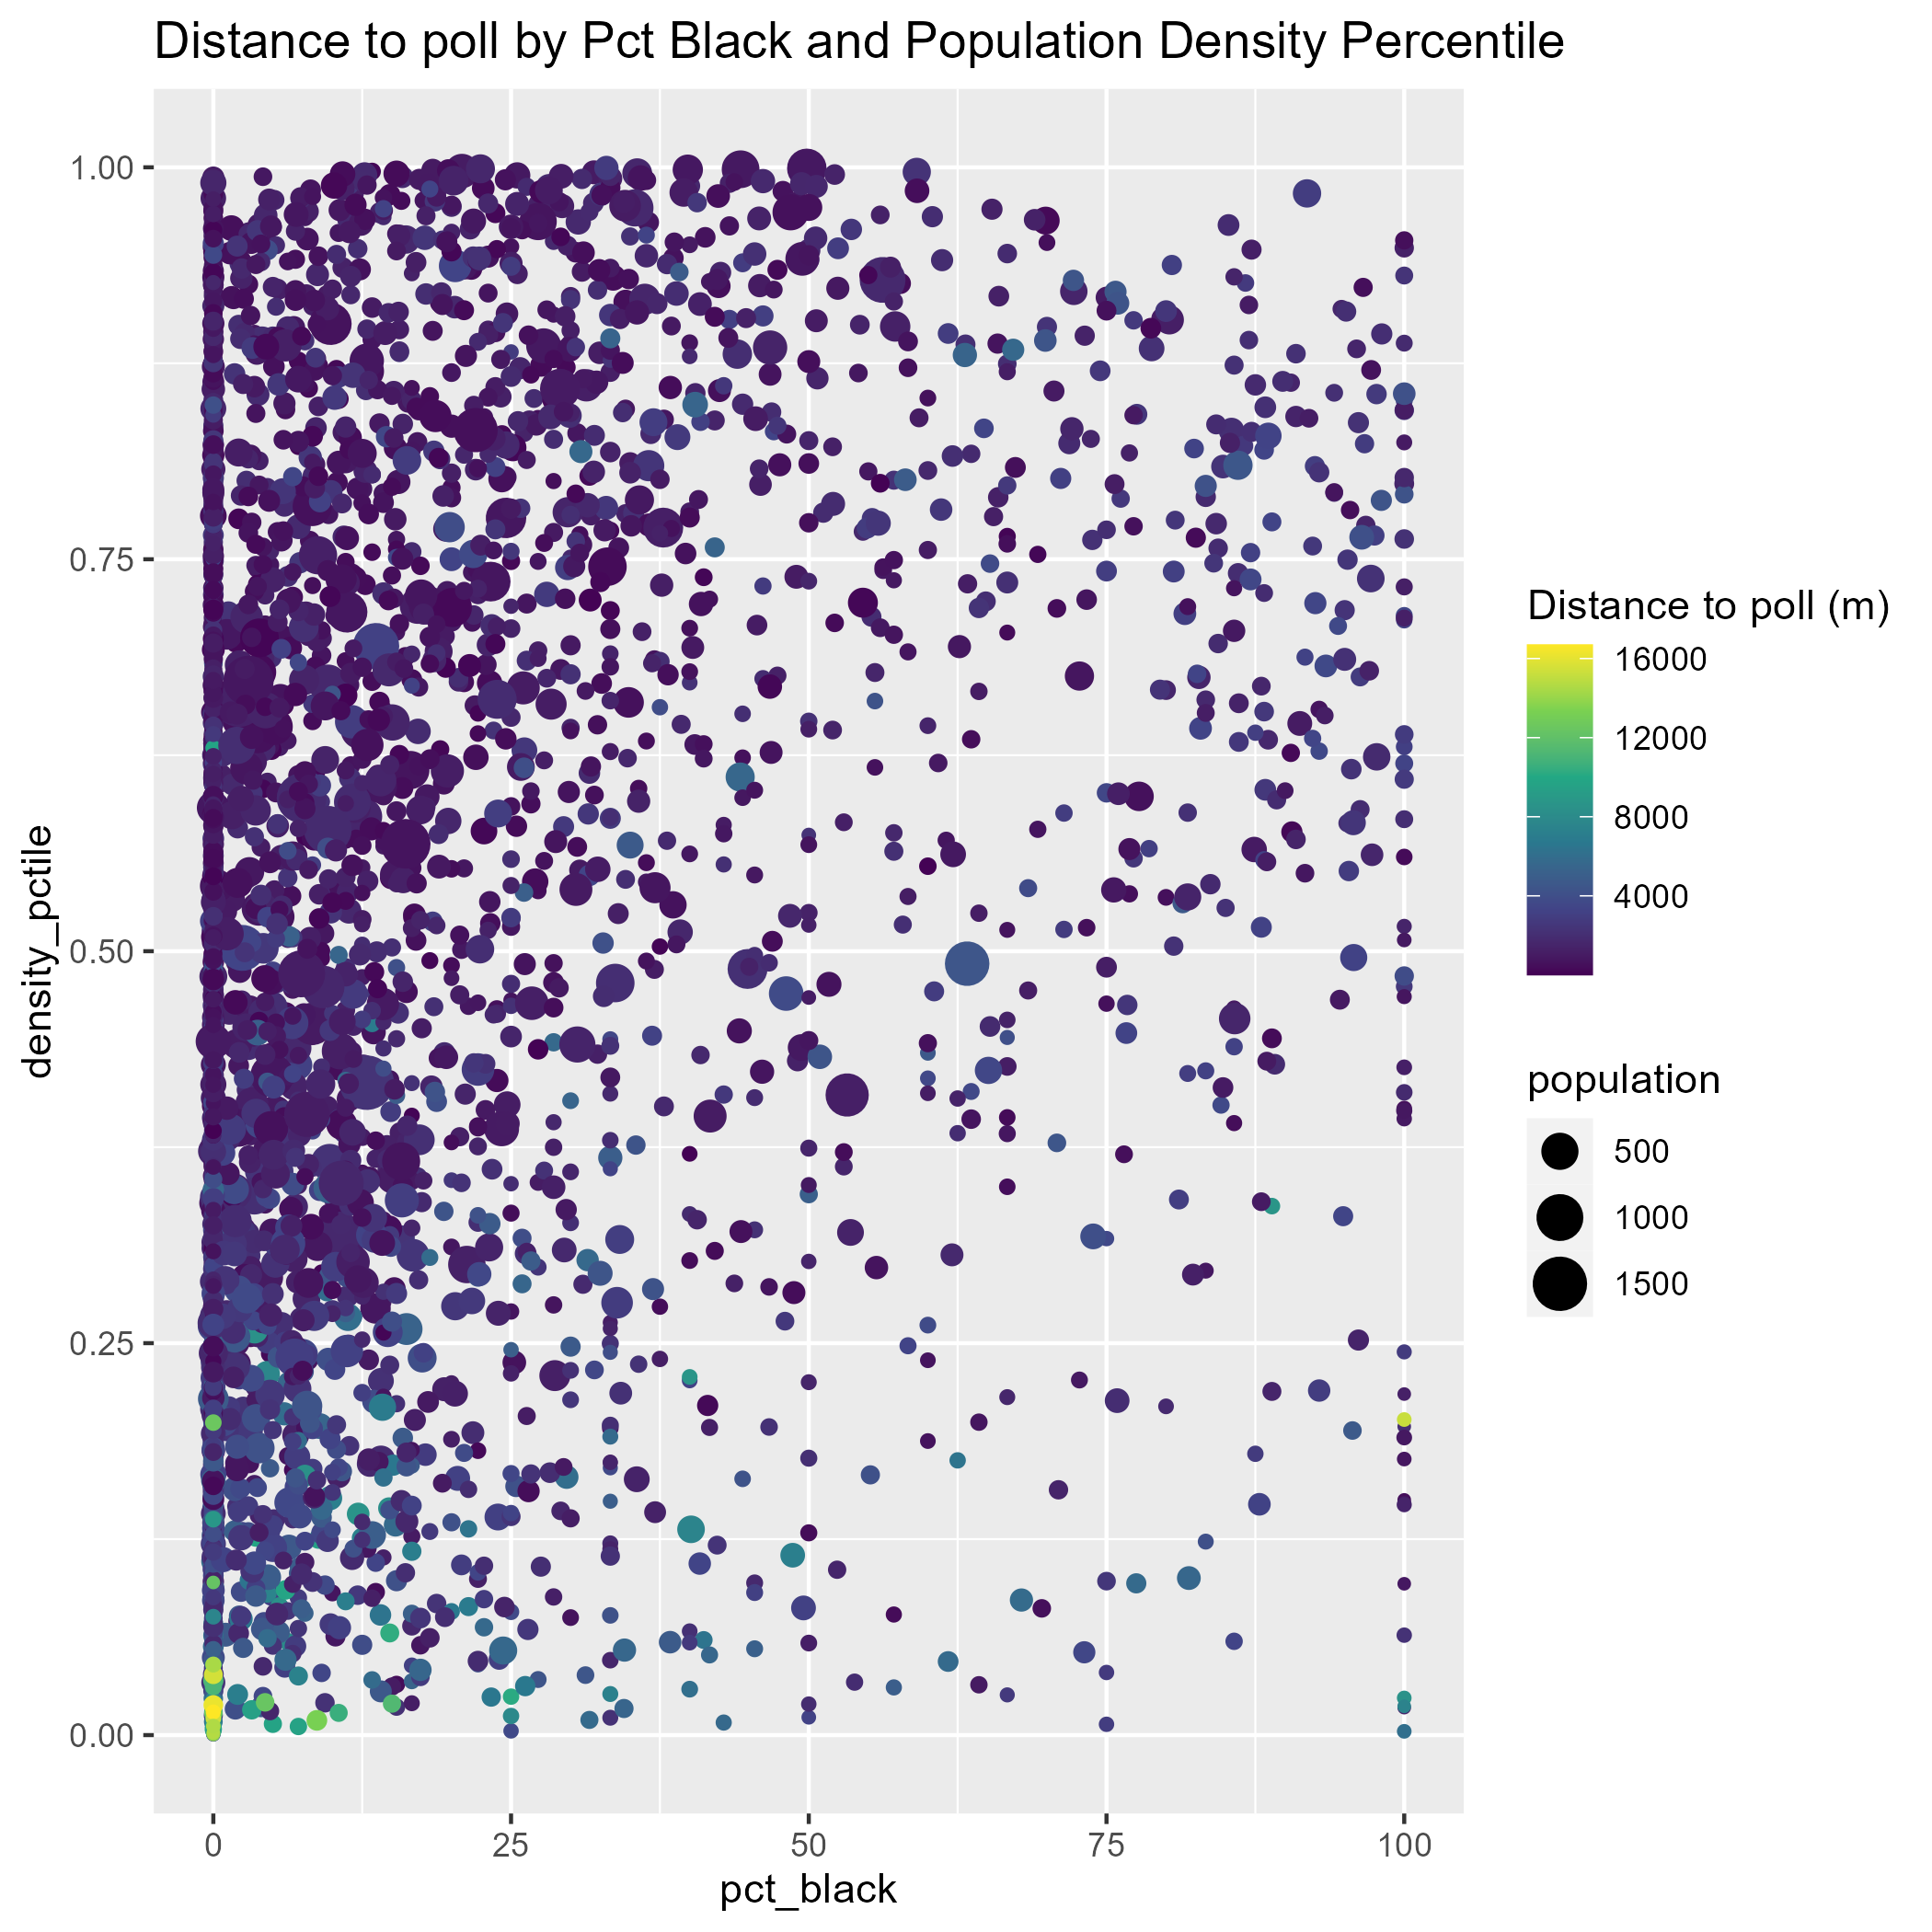 Distance to poll by Pct Black and Population Density Percentile
density_pctile
1.00
0.75
0.50
0.25
0.00
0 25 50 75 100
pct_black
Distance to poll (m)
16000
12000
8000
4000
population
500
1000
1500